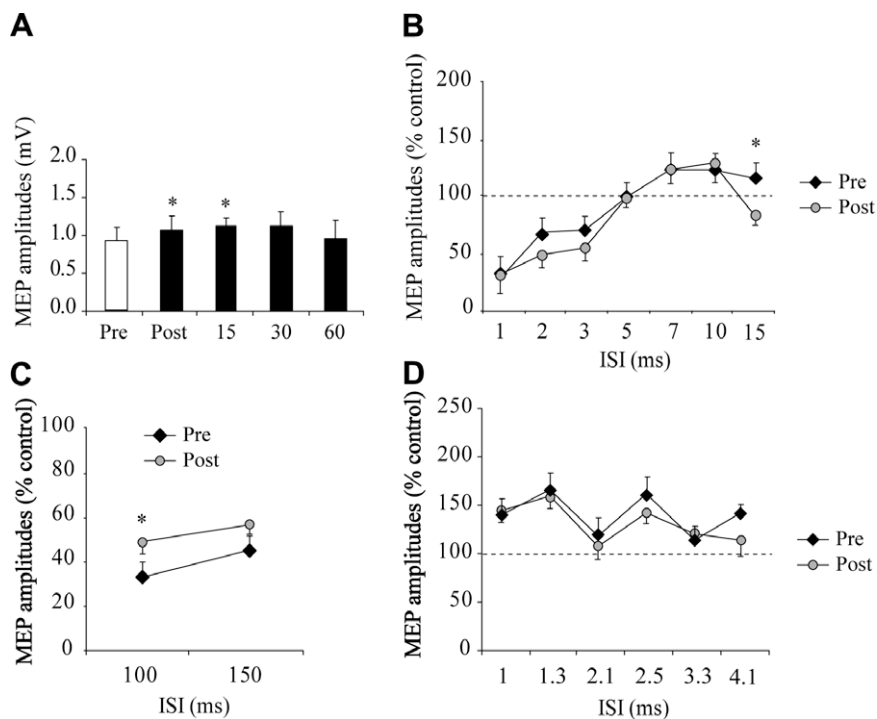 A
MEP amplitudes (mV)
2.0
1.5
1.0
0.5
0.0
* *
Pre Post 15 30 60
B
MEP amplitudes (% control)
200
150
100
50
0
*
1 2 3 5 7 10 15
ISI (ms)
Pre
Post
C
MEP amplitudes (% control)
100
80
60
40
20
0
Pre
Post
*
100 150
ISI (ms)
D
MEP amplitudes (% control)
250
200
150
100
50
0
1 1.3 2.1 2.5 3.3 4.1
ISI (ms)
Pre
Post